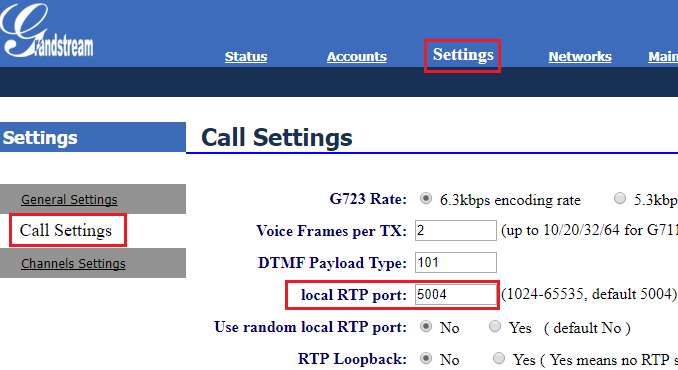 Grandstream
Status Accounts Settings Networks Main
Settings
Call Settings
General Settings
Call Settings
Channels Settings
G723 Rate: 6.3kbps encoding rate 5.3kbp
Voice Frames per TX: 2 (up to 10/20/32/64 for G711
DTMF Payload Type: 101
local RTP port: 5004 (1024-65535, default 5004)
Use random local RTP port: No Yes ( default No )
RTP Loopback: No Yes ( Yes means no RTP s